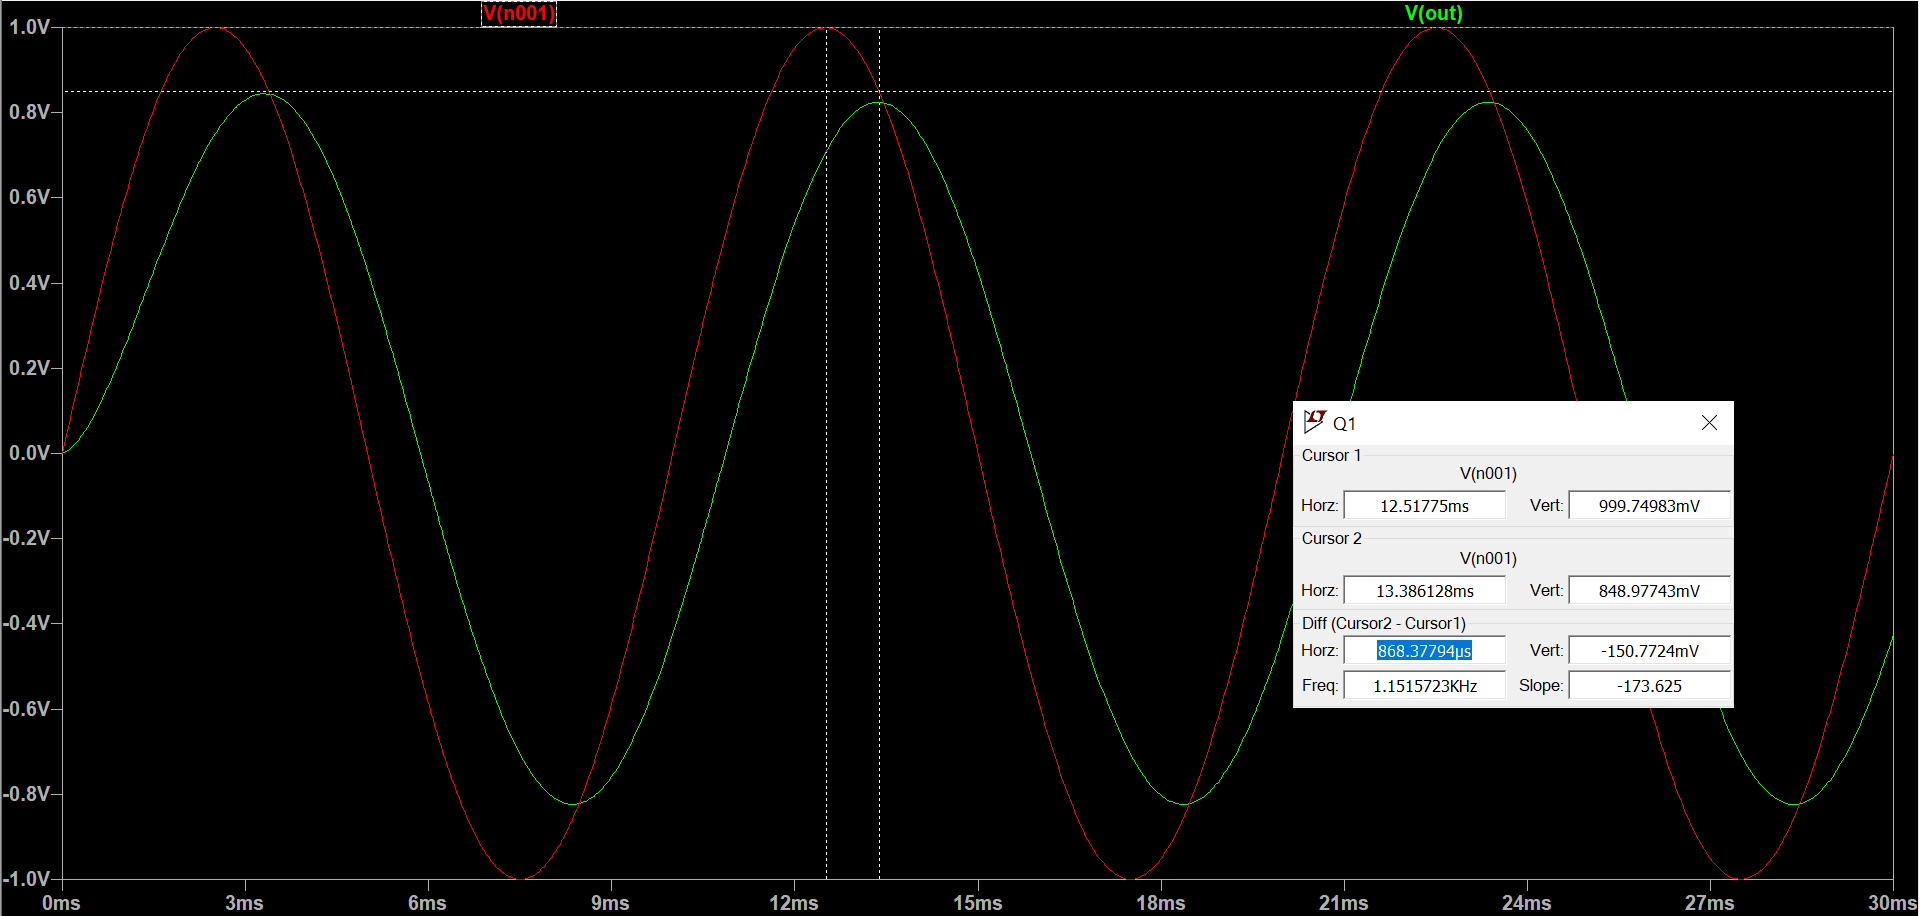 V(n001) V(out)
1.0V
0.8V
0.6V
0.4V
0.2V
0.0V
-0.2V
-0.4V
-0.6V
-0.8V
-1.0V
0ms 3ms 6ms 9ms 12ms 15ms 18ms 21ms 24ms 27ms 30ms
Q1
Cursor 1
V(n001)
Horz: 12.51775ms Vert: 999.74983mV
Cursor 2
V(n001)
Horz: 13.386128ms Vert: 848.97743mV
Diff (Cursor2 - Cursor1)
Horz: 868.37794µs Vert: -150.7724mV
Freq: 1.1515723KHz Slope: -173.625